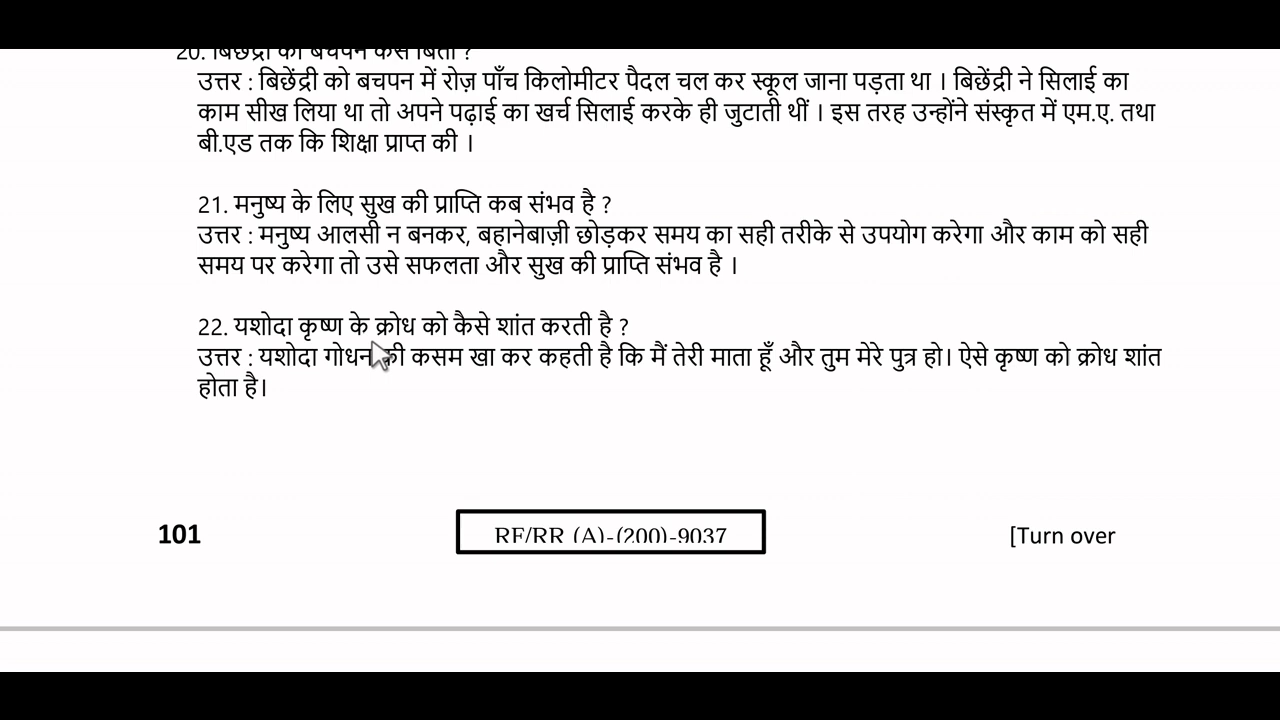 20. बिछेंद्री का बचपन कैसे बिता ?
उत्तर : बिछेंद्री को बचपन में रोज़ पाँच किलोमीटर पैदल चल कर स्कूल जाना पड़ता था । बिछेंद्री ने सिलाई का
काम सीख लिया था तो अपने पढ़ाई का खर्च सिलाई करके ही जुटाती थीं । इस तरह उन्होंने संस्कृत में एम.ए. तथा
बी.एड तक कि शिक्षा प्राप्त की ।
21. मनुष्य के लिए सुख की प्राप्ति कब संभव है ?
उत्तर : मनुष्य आलसी न बनकर, बहानेबाज़ी छोड़कर समय का सही तरीके से उपयोग करेगा और काम को सही
समय पर करेगा तो उसे सफलता और सुख की प्राप्ति संभव है ।
22. यशोदा कृष्ण के क्रोध को कैसे शांत करती है ?
उत्तर : यशोदा गोधन की कसम खा कर कहती है कि मैं तेरी माता हूँ और तुम मेरे पुत्र हो। ऐसे कृष्ण को क्रोध शांत
होता है।
101
RF/RR (A)-(200)-9037
[Turn over